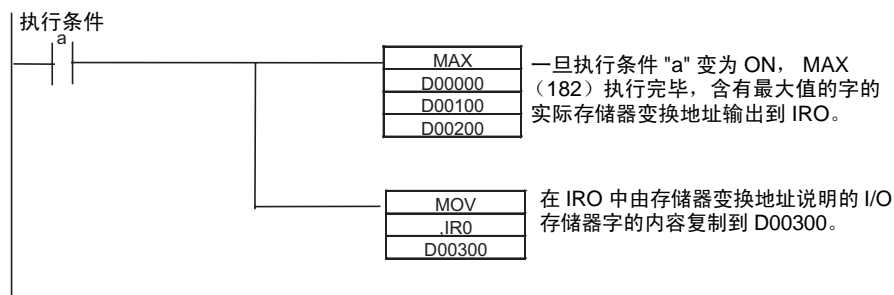 执行条件
a
MAX
D00000
D00100
D00200
一旦执行条件 "a" 变为 ON， MAX
（182）执行完毕，含有最大值的字的
实际存储器变换地址输出到 IRO。
MOV
,IR0
D00300
在 IRO 中由存储器变换地址说明的 I/O
存储器字的内容复制到 D00300。